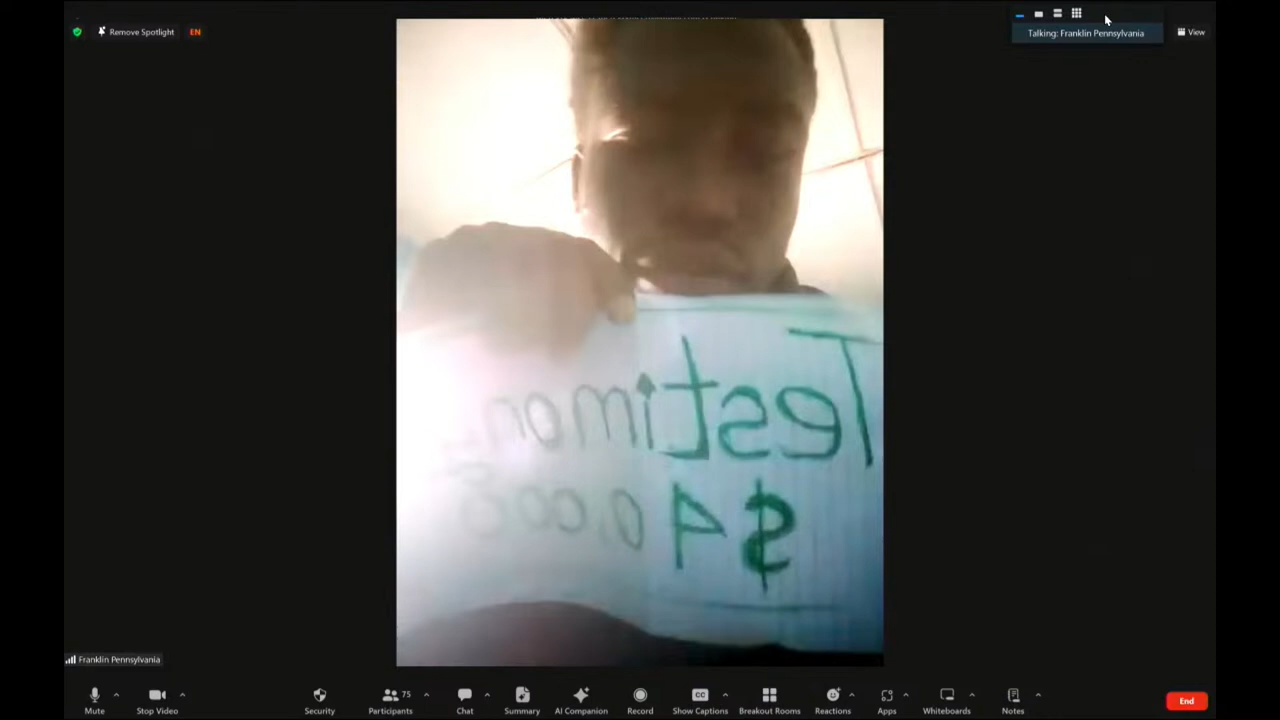 Remove Spotlight
EN
Talking: Franklin Pennsylvania
View
Testimon
$40,000
Franklin Pennsylvania
Mute
Stop Video
Security
75
Participants
Chat
Summary
AI Companion
Record
CC
Show Captions
Breakout Rooms
Reactions
Apps
Whiteboards
Notes
End